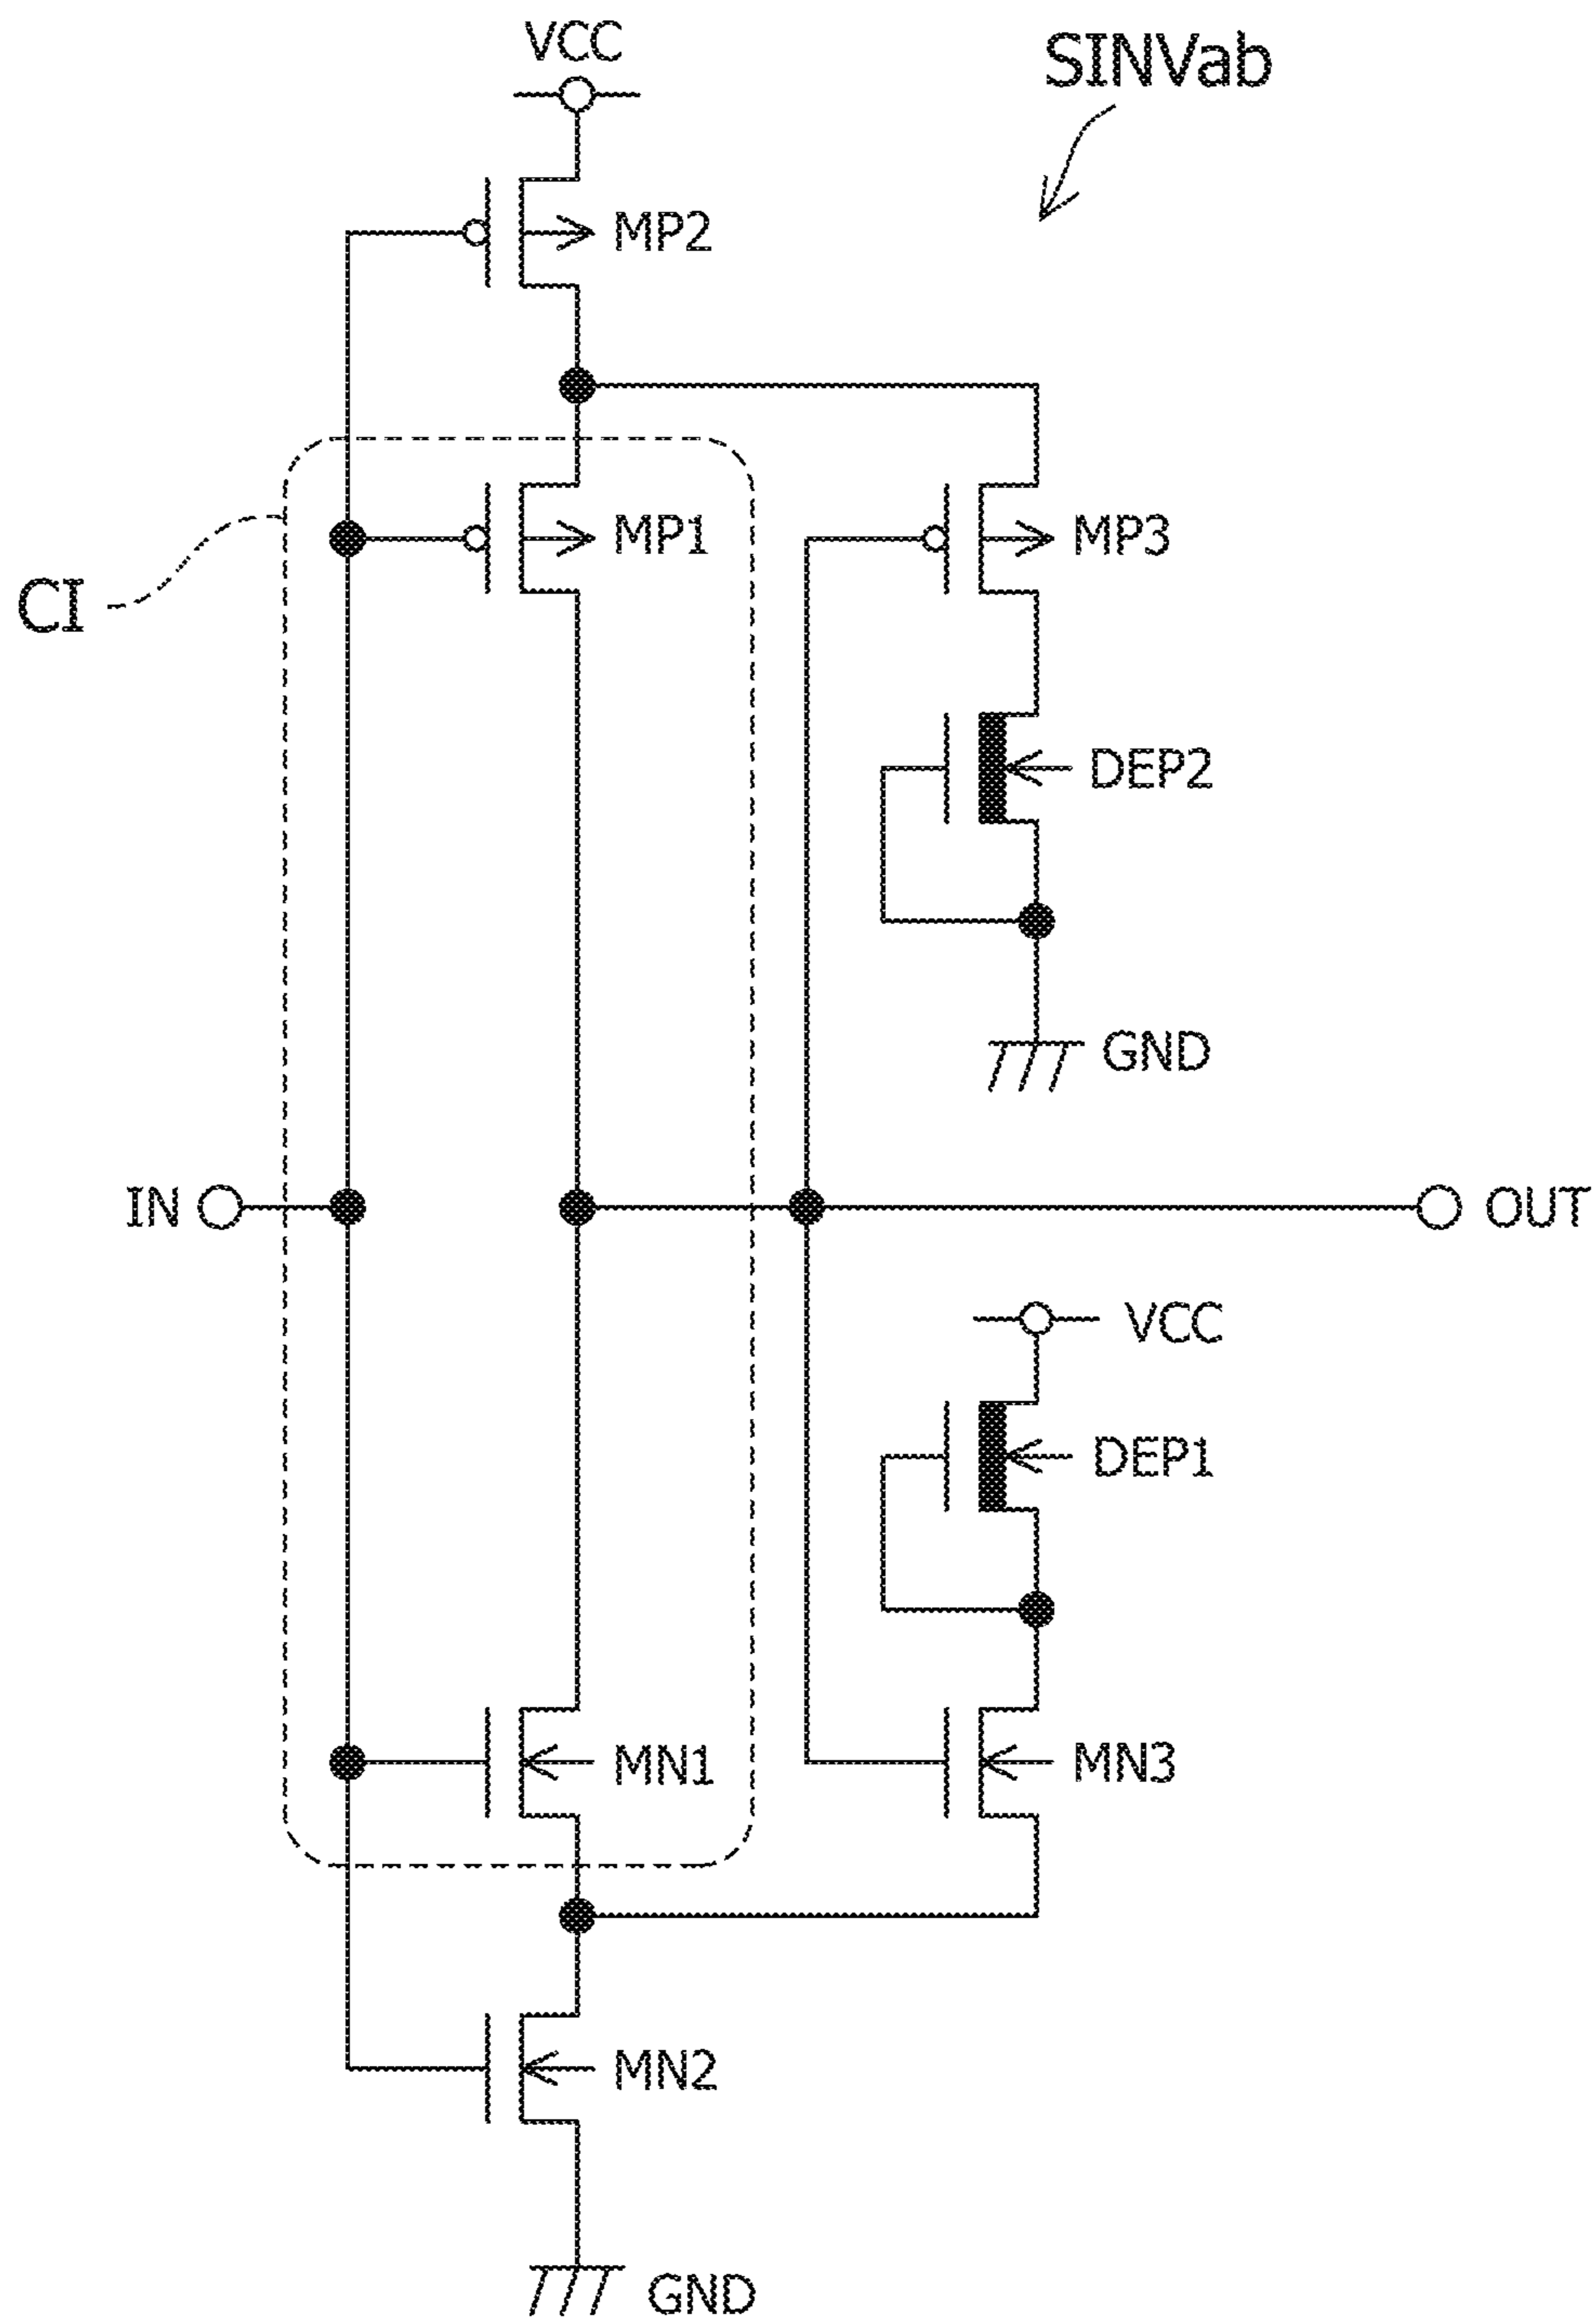 VCC
SINVab
MP2
MP1
MP3
CI
DEP2
GND
IN
OUT
VCC
DEP1
MN1
MN3
MN2
GND